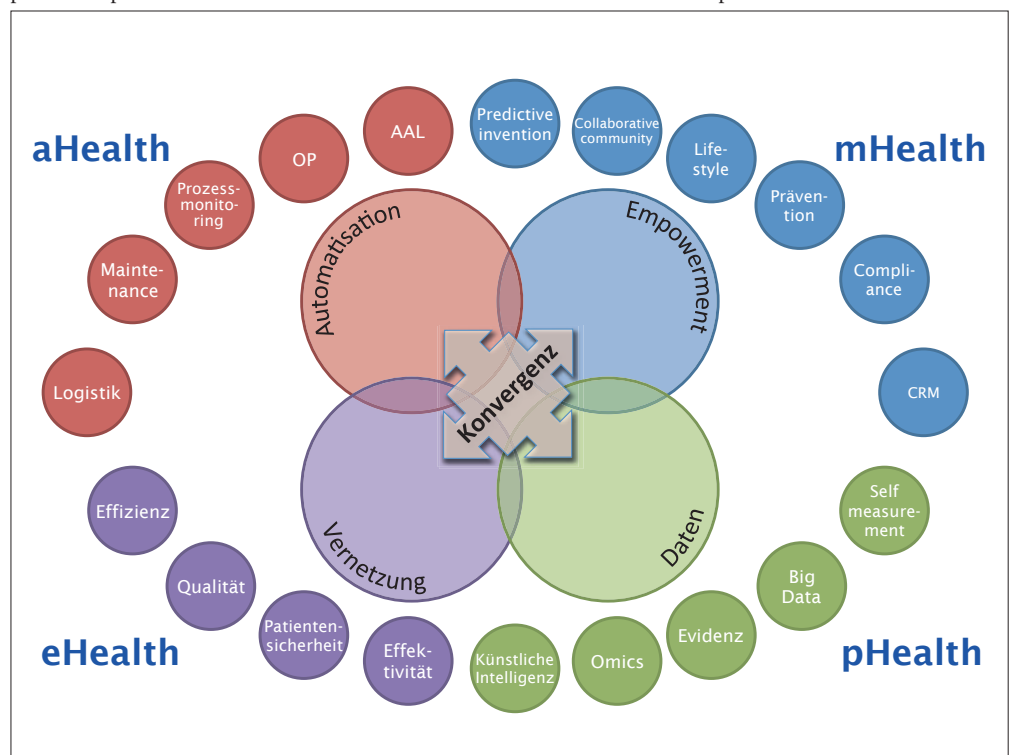 aHealth
mHealth
AAL
Predictive
invention
Collaborative
community
OP
Life-
style
Prozess-
monito-
ring
Präven-
tion
Mainte-
nance
Compli-
ance
Logistik
CRM
Automatisation
Empowerment
Konvergenz
Vernetzung
Daten
Effizienz
Self
measure-
ment
Qualität
Big
Data
Patienten-
sicherheit
Evidenz
Effek-
tivität
Künstliche
Intelligenz
Omics
eHealth
pHealth